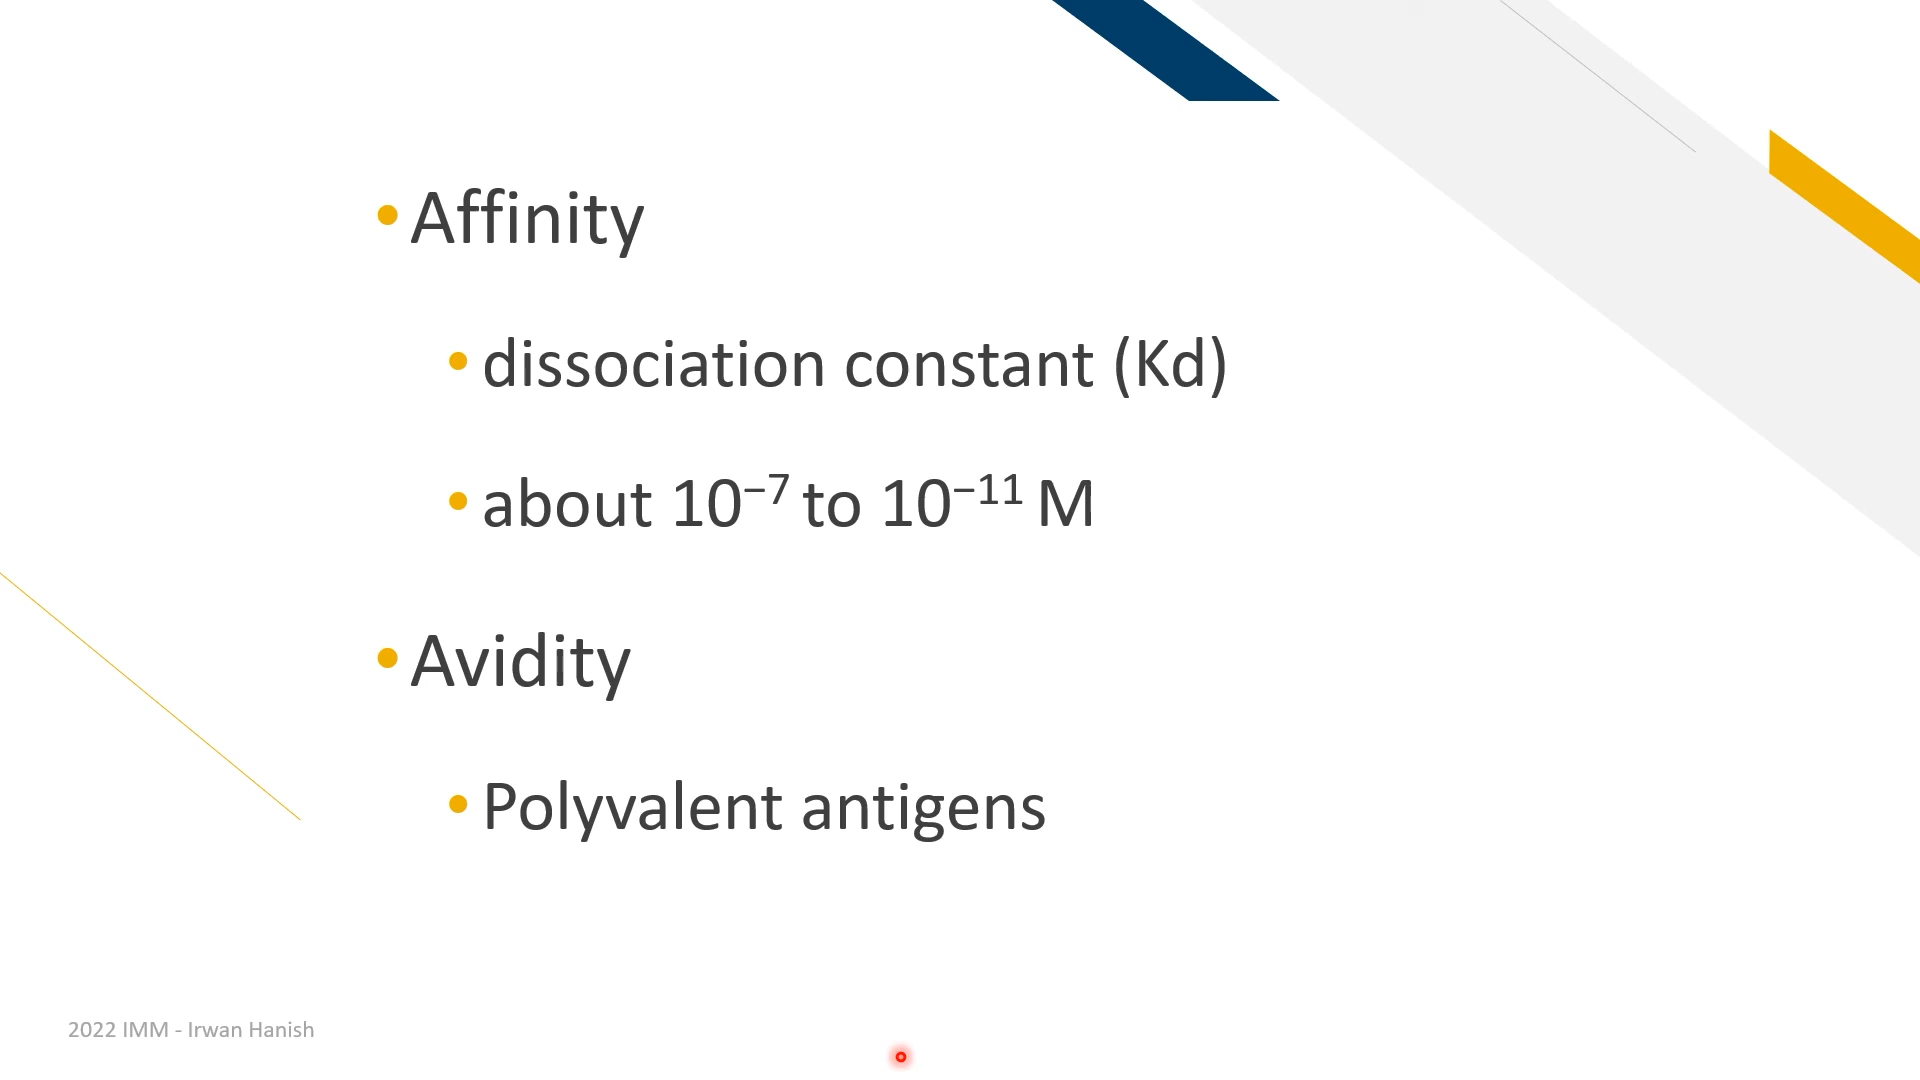 • Affinity
• dissociation constant (Kd)
• about 10⁻⁷ to 10⁻¹¹ M
• Avidity
• Polyvalent antigens
2022 IMM - Irwan Hanish